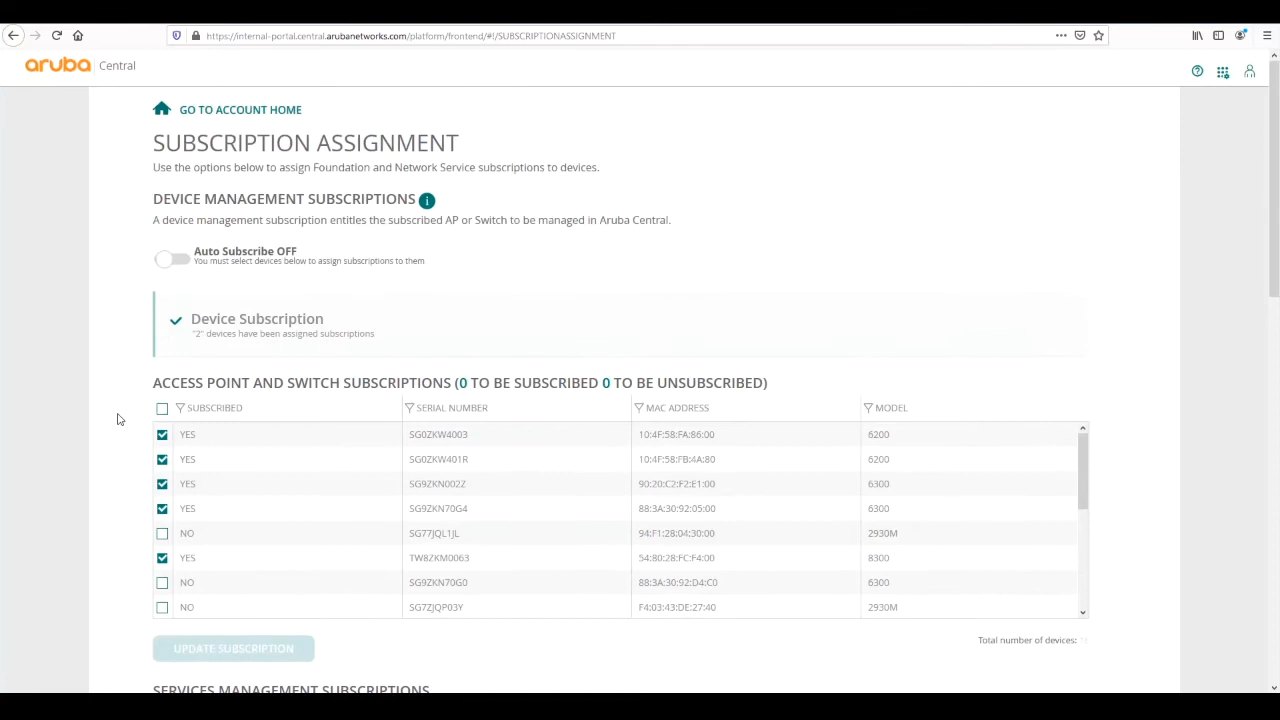 https://internal-portal.central.arubanetworks.com/platform/frontend/#!/SUBSCRIPTIONASSIGNMENT
aruba Central
GO TO ACCOUNT HOME
SUBSCRIPTION ASSIGNMENT
Use the options below to assign Foundation and Network Service subscriptions to devices.
DEVICE MANAGEMENT SUBSCRIPTIONS i
A device management subscription entitles the subscribed AP or Switch to be managed in Aruba Central.
Auto Subscribe OFF
You must select devices below to assign subscriptions to them
Device Subscription
"2" devices have been assigned subscriptions
ACCESS POINT AND SWITCH SUBSCRIPTIONS (0 TO BE SUBSCRIBED 0 TO BE UNSUBSCRIBED)
SUBSCRIBED SERIAL NUMBER MAC ADDRESS MODEL
YES SG0ZKW4003 10:4F:58:FA:86:00 6200
YES SG0ZKW401R 10:4F:58:FB:4A:80 6200
YES SG9ZKN002Z 90:20:C2:F2:E1:00 6300
YES SG9ZKN70G4 88:3A:30:92:05:00 6300
NO SG77JQL1JL 94:F1:28:04:30:00 2930M
YES TW8ZKM0063 54:80:28:FC:F4:00 8300
NO SG9ZKN70G0 88:3A:30:92:D4:C0 6300
NO SG7ZJQP03Y F4:03:43:DE:27:40 2930M
UPDATE SUBSCRIPTION
Total number of devices:
SERVICES MANAGEMENT SUBSCRIPTIONS